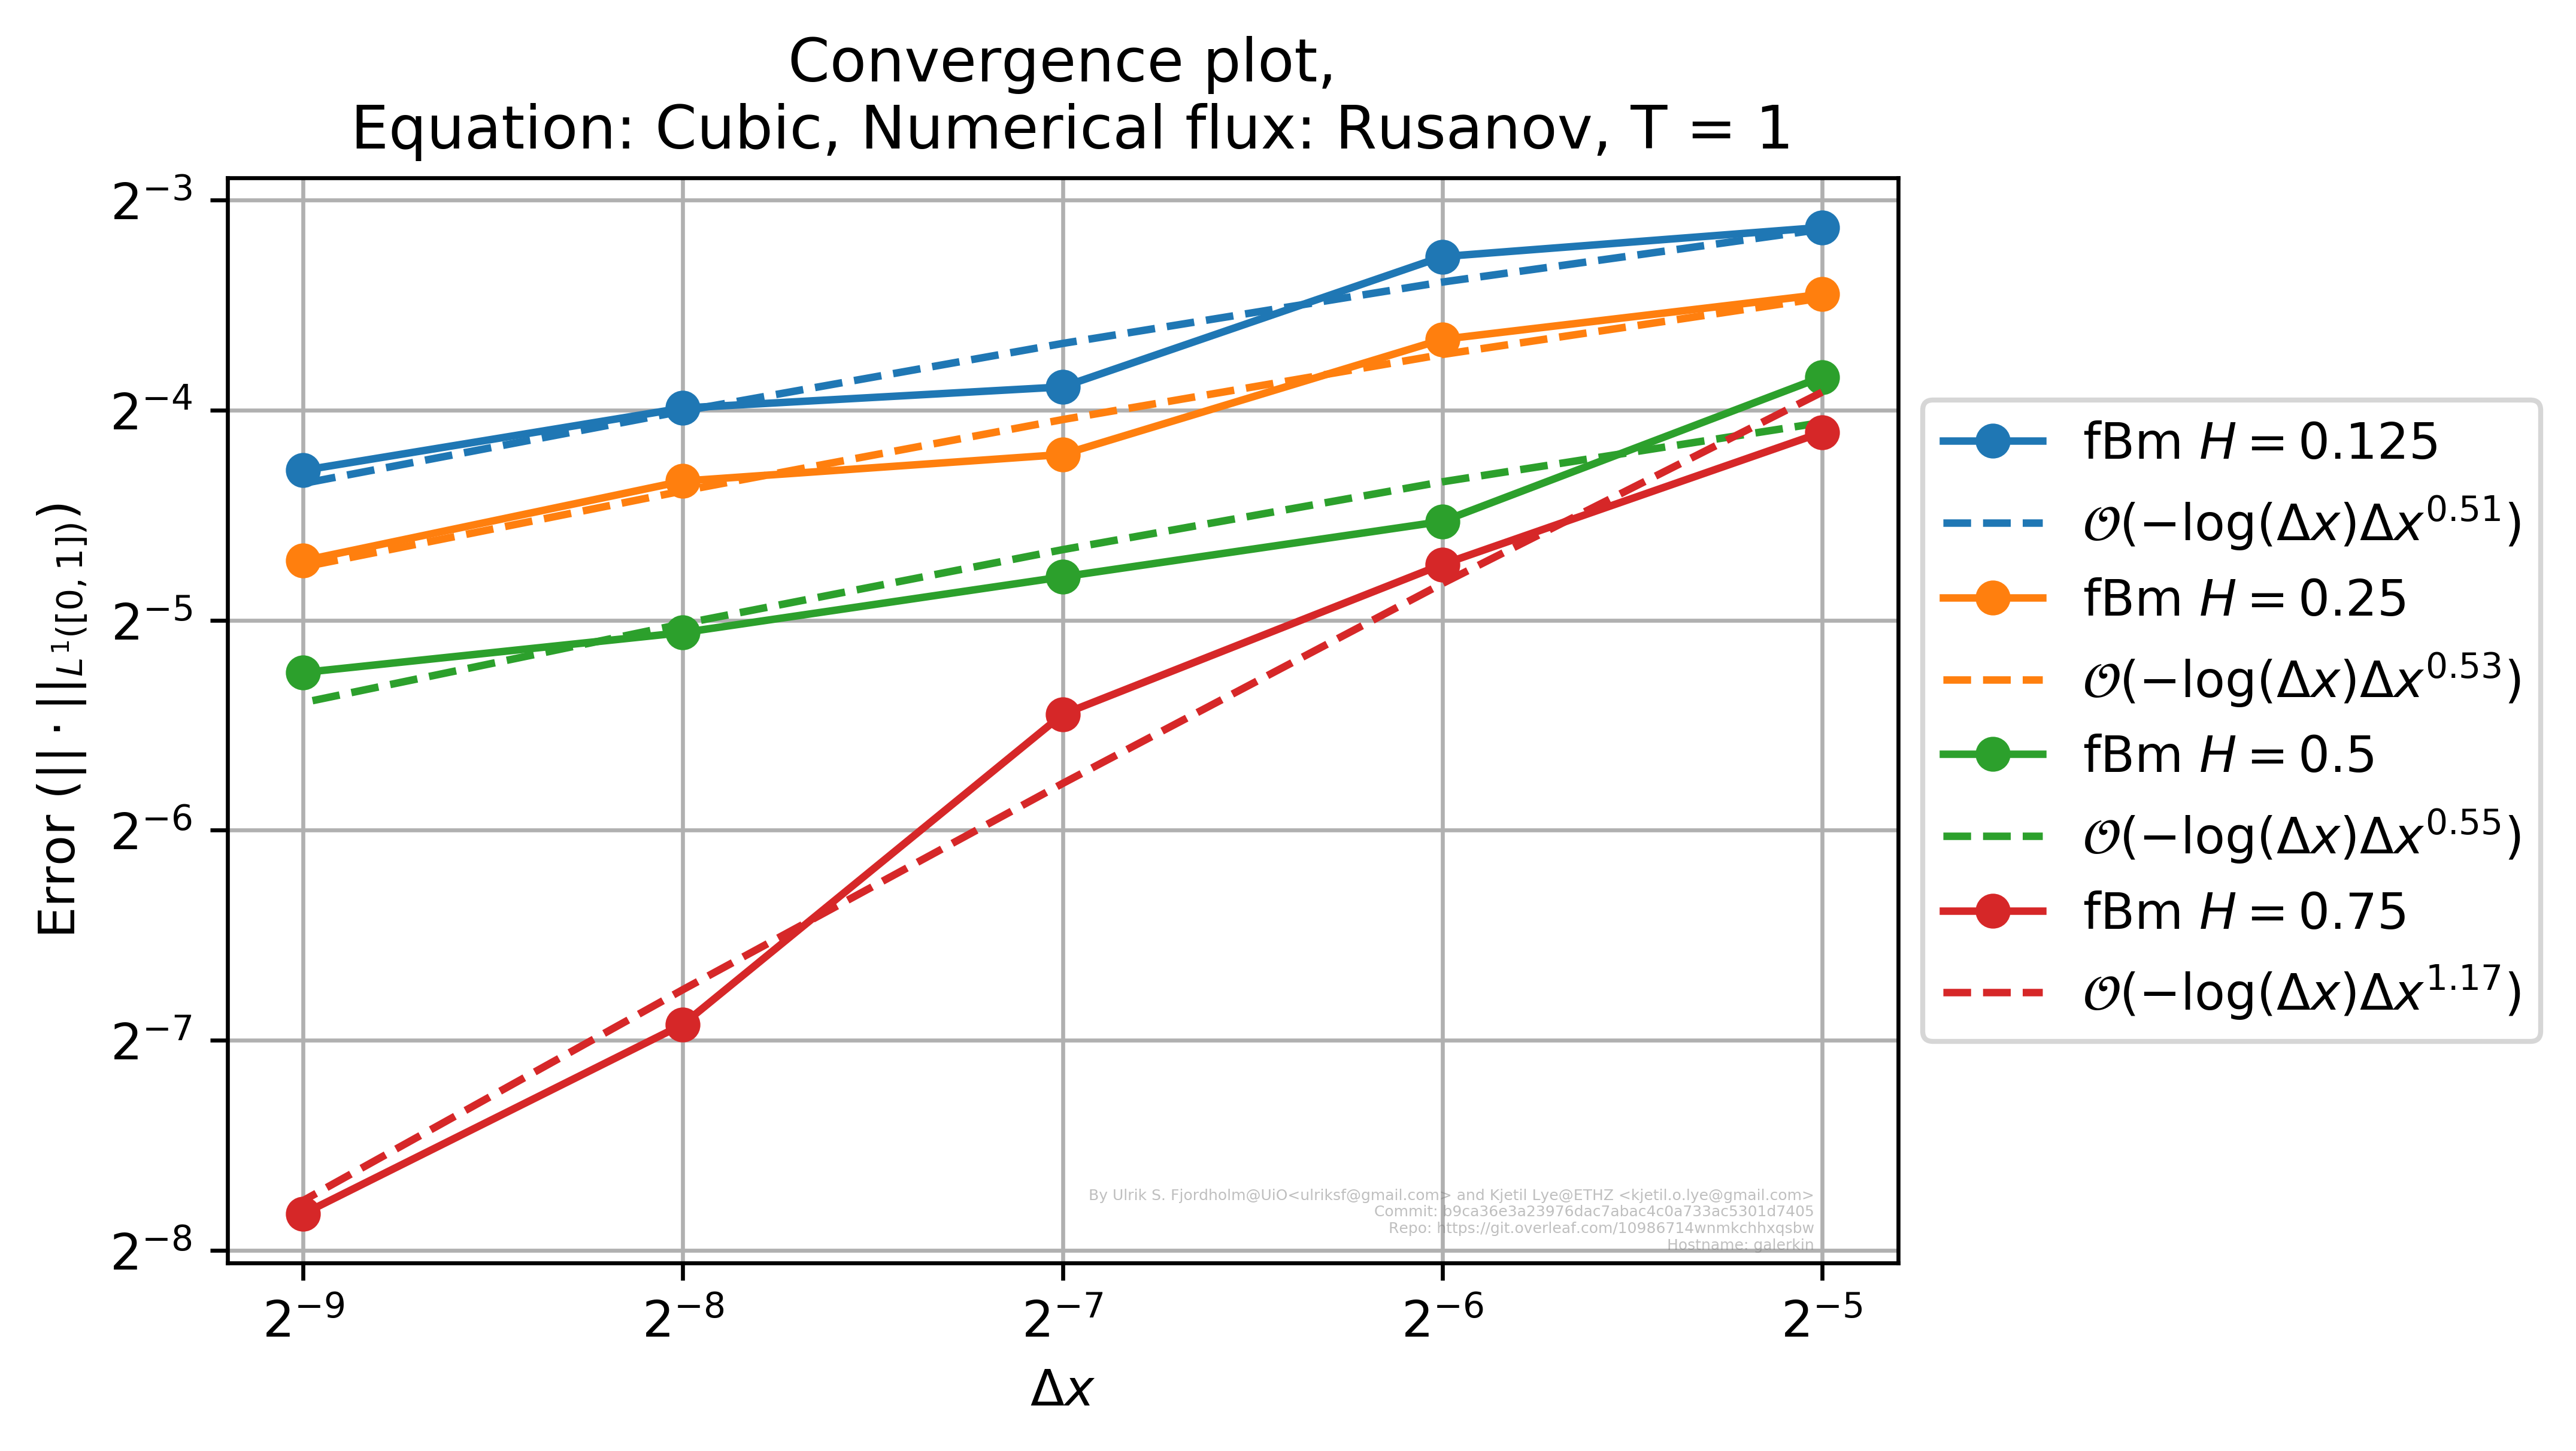 Convergence plot,
Equation: Cubic, Numerical flux: Rusanov, T = 1
2⁻³
2⁻⁴
2⁻⁵
2⁻⁶
2⁻⁷
2⁻⁸
Error (|| · ||_{L¹([0, 1])})
2⁻⁹
2⁻⁸
2⁻⁷
2⁻⁶
2⁻⁵
Δx
fBm H = 0.125
𝒪(−log(Δx)Δx^{0.51})
fBm H = 0.25
𝒪(−log(Δx)Δx^{0.53})
fBm H = 0.5
𝒪(−log(Δx)Δx^{0.55})
fBm H = 0.75
𝒪(−log(Δx)Δx^{1.17})
By Ulrik S. Fjordholm@UiO<ulriksf@gmail.com> and Kjetil Lye@ETHZ <kjetil.o.lye@gmail.com>
Commit: b9ca36e3a23976dac7abac4c0a733ac5301d7405
Repo: https://git.overleaf.com/10986714wnmkchhxqsbw
Hostname: galerkin